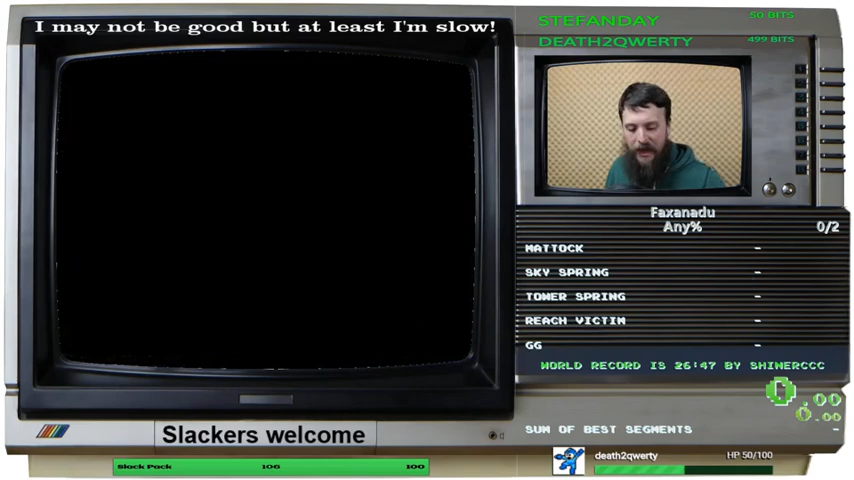 I may not be good but at least I'm slow!
STEFANDAY 50 BITS
DEATH2QWERTY 499 BITS
Faxanadu
Any% 0/2
MATTOCK -
SKY SPRING -
TOWER SPRING -
REACH VICTIM -
GG -
WORLD RECORD IS 26:47 BY SHINERCCC
0.00
0.00
SUM OF BEST SEGMENTS -
Slackers welcome
Slack Pack 106 100
death2qwerty HP 50/100